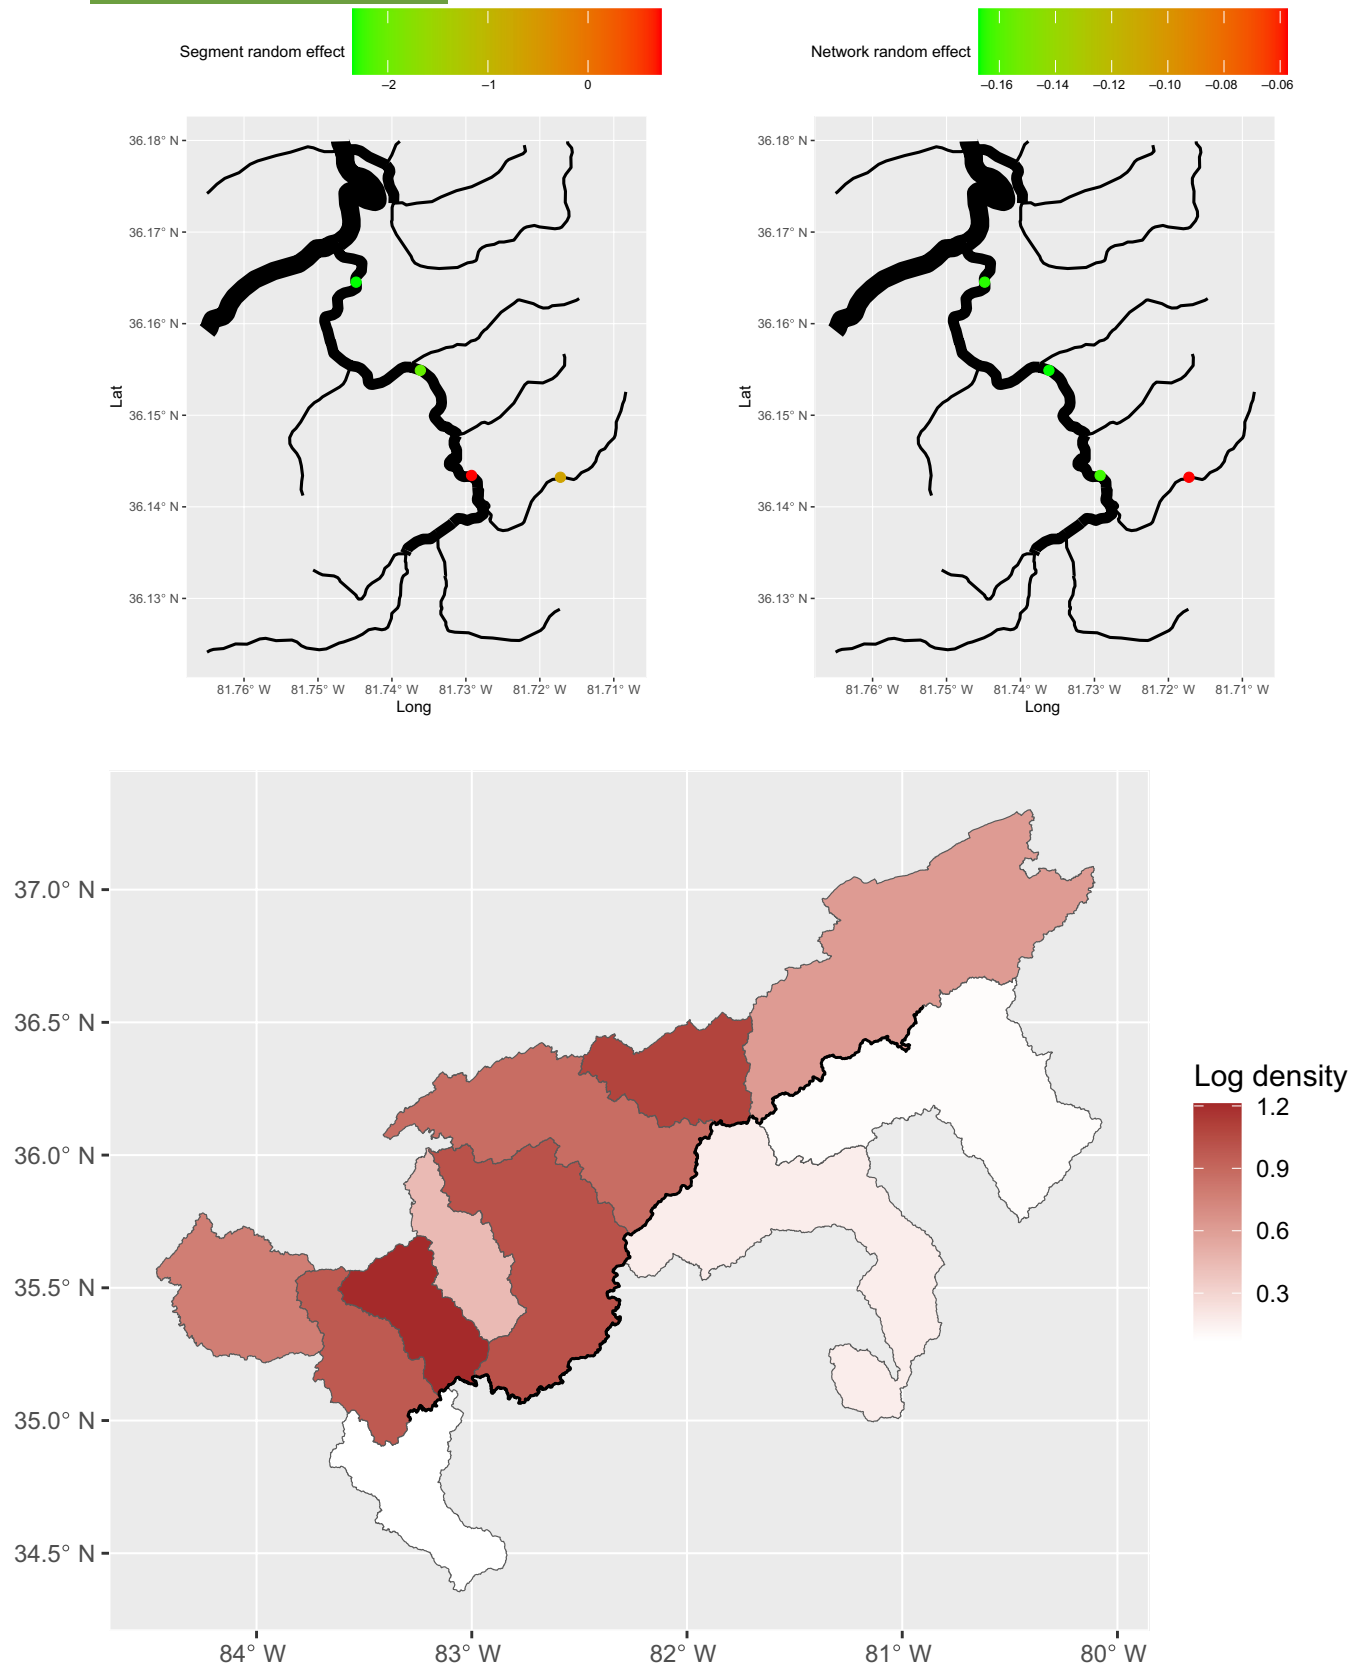 Segment random effect
–2 –1 0
Network random effect
–0.16 –0.14 –0.12 –0.10 –0.08 –0.06
36.18° N
36.17° N
36.16° N
36.15° N
36.14° N
36.13° N
Lat
81.76° W 81.75° W 81.74° W 81.73° W 81.72° W 81.71° W
Long
36.18° N
36.17° N
36.16° N
36.15° N
36.14° N
36.13° N
Lat
81.76° W 81.75° W 81.74° W 81.73° W 81.72° W 81.71° W
Long
37.0° N
36.5° N
36.0° N
35.5° N
35.0° N
34.5° N
84° W 83° W 82° W 81° W 80° W
Log density
1.2
0.9
0.6
0.3